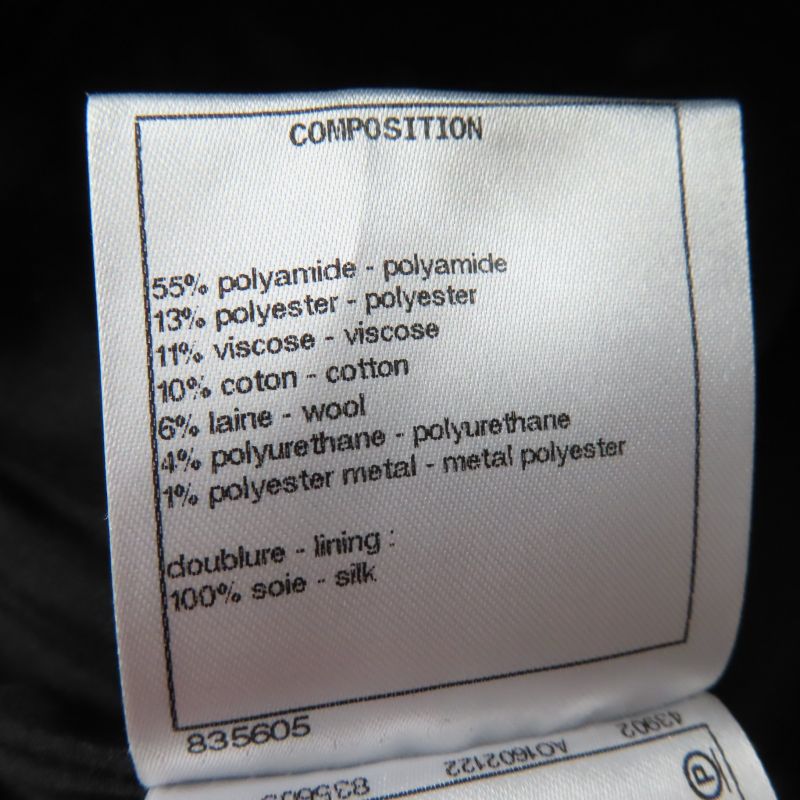 COMPOSITION
55% polyamide - polyamide
13% polyester - polyester
11% viscose - viscose
10% coton - cotton
6% laine - wool
4% polyurethane - polyurethane
1% polyester metal - metal polyester
doublure - lining :
100% soie - silk
835605
43902
AO1602122
P